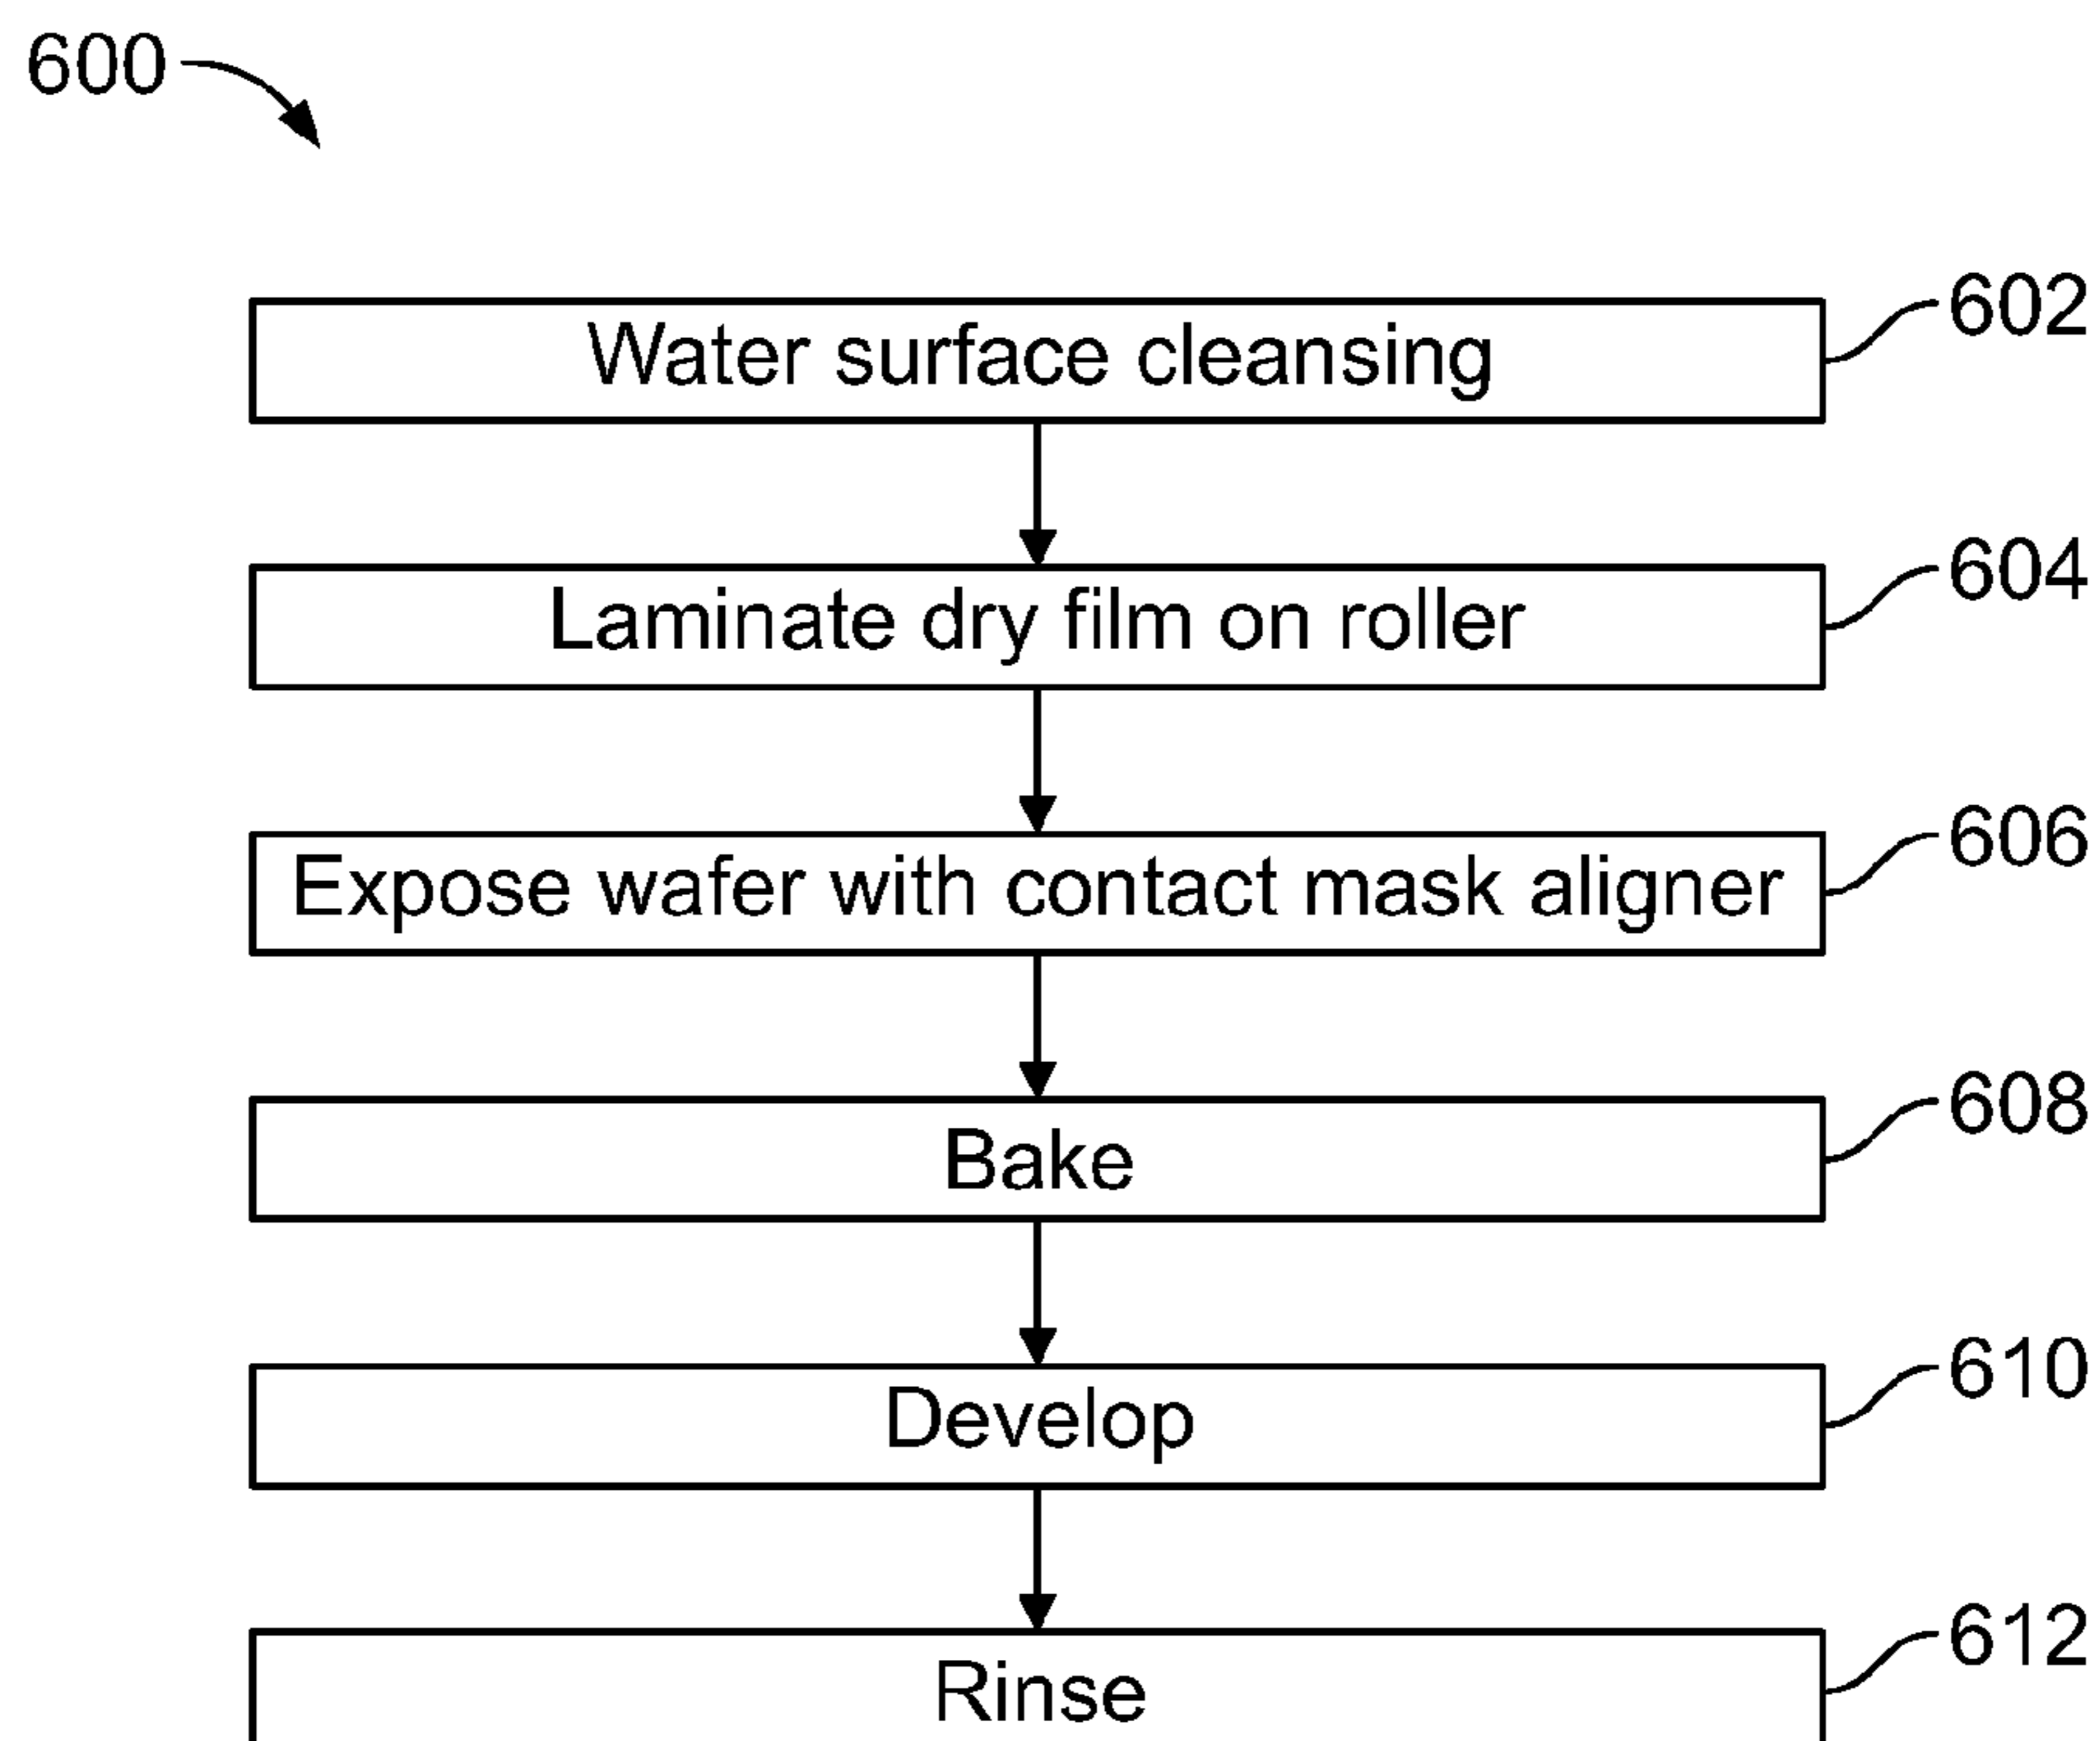 600
Water surface cleansing
602
Laminate dry film on roller
604
Expose wafer with contact mask aligner
606
Bake
608
Develop
610
Rinse
612